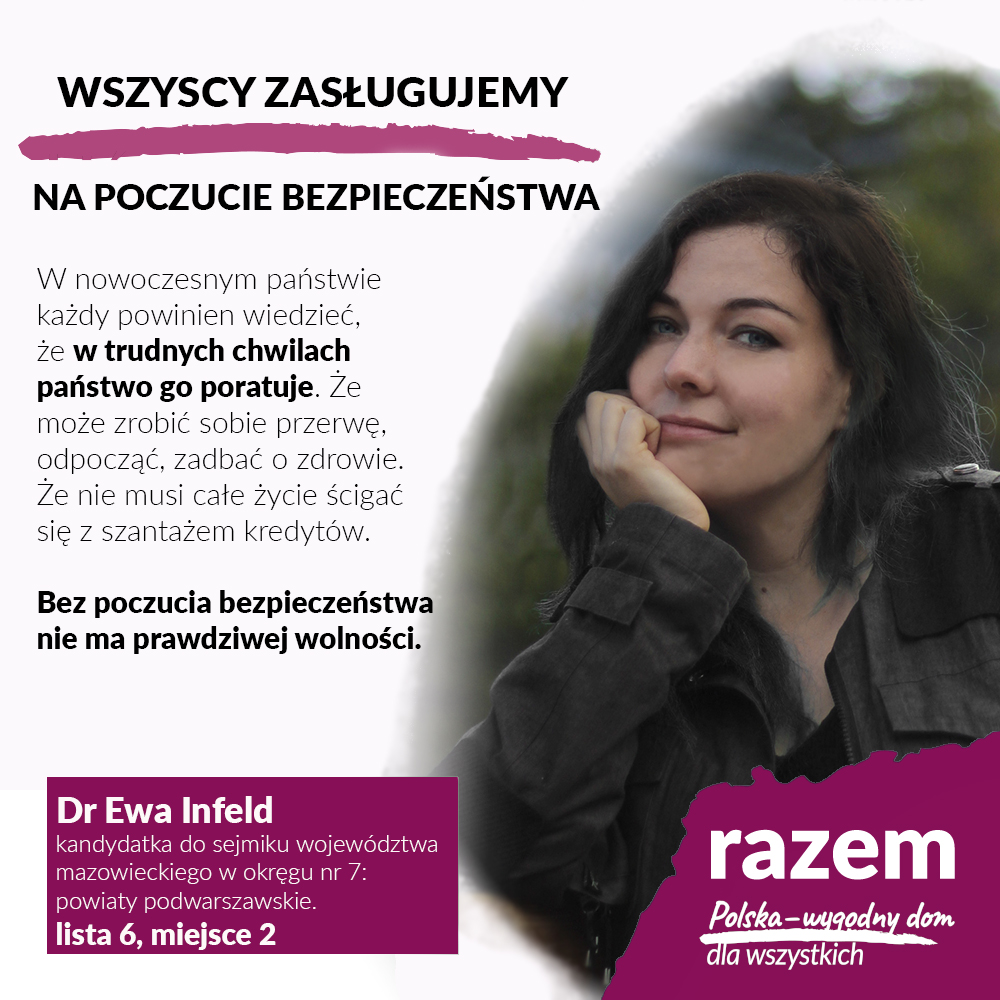 WSZYSCY ZASŁUGUJEMY
NA POCZUCIE BEZPIECZEŃSTWA
W nowoczesnym państwie
każdy powinien wiedzieć,
że w trudnych chwilach
państwo go poratuje. Że
może zrobić sobie przerwę,
odpocząć, zadbać o zdrowie.
Że nie musi całe życie ścigać
się z szantażem kredytów.
Bez poczucia bezpieczeństwa
nie ma prawdziwej wolności.
Dr Ewa Infeld
kandydatka do sejmiku województwa
mazowieckiego w okręgu nr 7:
powiaty podwarszawskie.
lista 6, miejsce 2
razem
Polska – wygodny dom
dla wszystkich